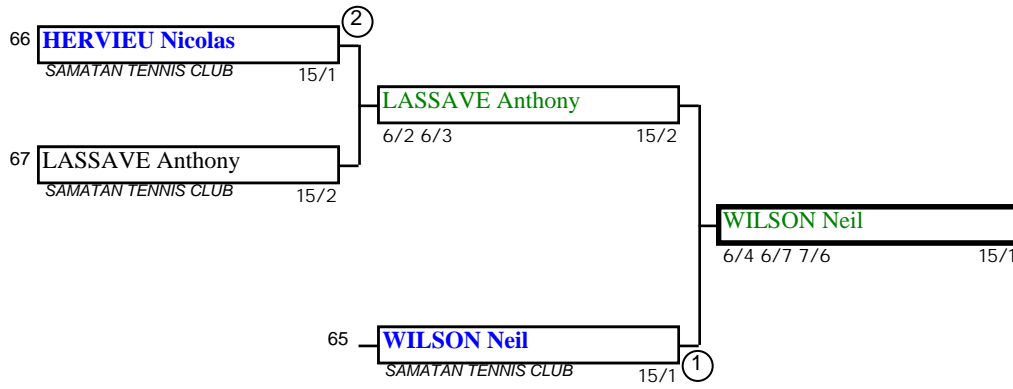 2
66 HERVIEU Nicolas
SAMATAN TENNIS CLUB 15/1
LASSAVE Anthony
6/2 6/3 15/2
67 LASSAVE Anthony
SAMATAN TENNIS CLUB 15/2
WILSON Neil
6/4 6/7 7/6 15/1
65 WILSON Neil
SAMATAN TENNIS CLUB 15/1
1